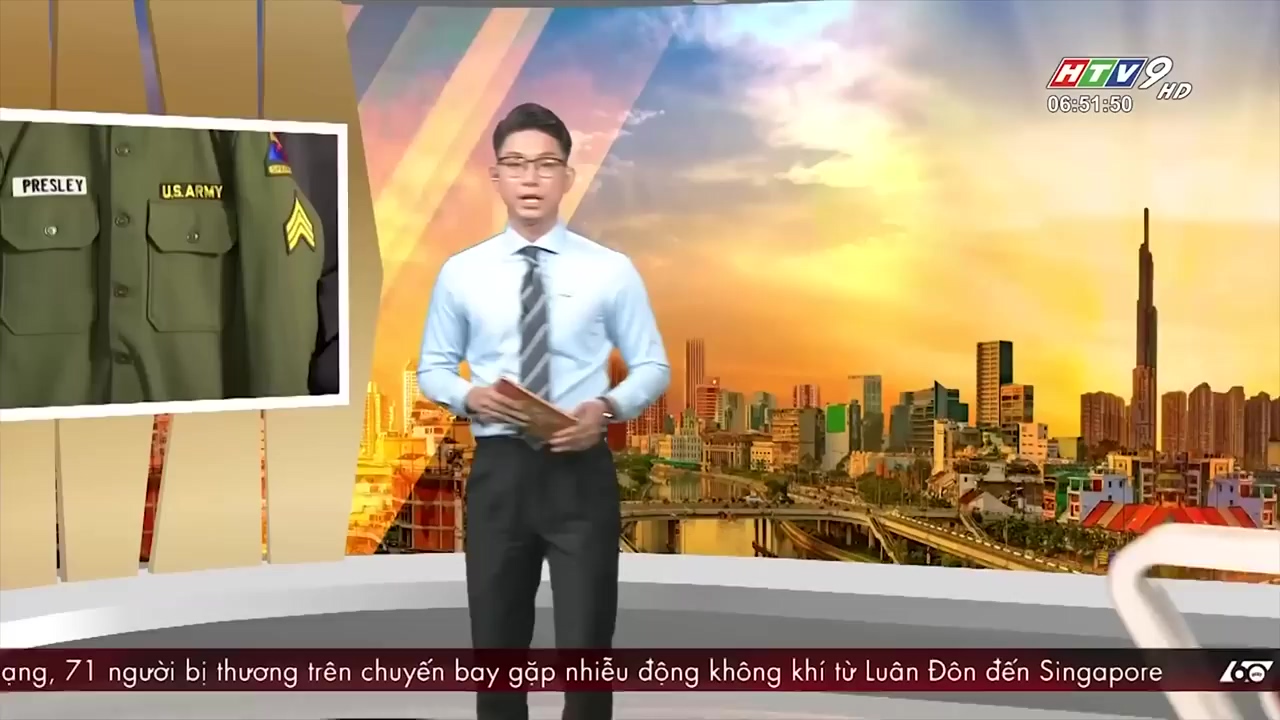 HTV9 HD
06:51:50
PRESLEY
U.S.ARMY
ạng, 71 người bị thương trên chuyến bay gặp nhiễu động không khí từ Luân Đôn đến Singapore
60